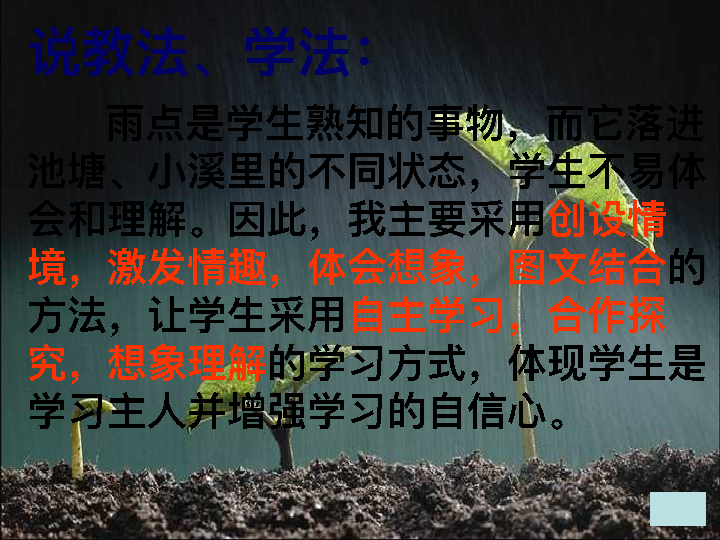 说教法、学法：
雨点是学生熟知的事物，而它落进
池塘、小溪里的不同状态，学生不易体
会和理解。因此，我主要采用创设情
境，激发情趣，体会想象，图文结合的
方法，让学生采用自主学习，合作探
究，想象理解的学习方式，体现学生是
学习主人并增强学习的自信心。